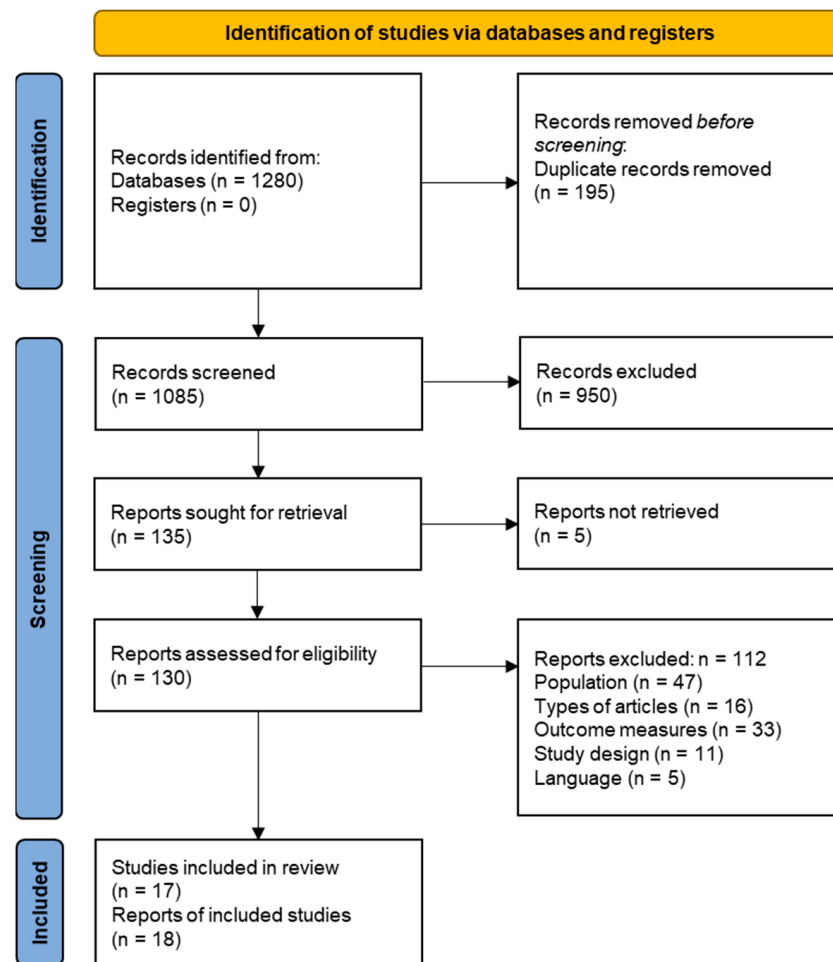 Identification of studies via databases and registers
Identification
Records identified from:
Databases (n = 1280)
Registers (n = 0)
Records removed before
screening:
Duplicate records removed
(n = 195)
Screening
Records screened
(n = 1085)
Records excluded
(n = 950)
Reports sought for retrieval
(n = 135)
Reports not retrieved
(n = 5)
Reports assessed for eligibility
(n = 130)
Reports excluded: n = 112
Population (n = 47)
Types of articles (n = 16)
Outcome measures (n = 33)
Study design (n = 11)
Language (n = 5)
Included
Studies included in review
(n = 17)
Reports of included studies
(n = 18)